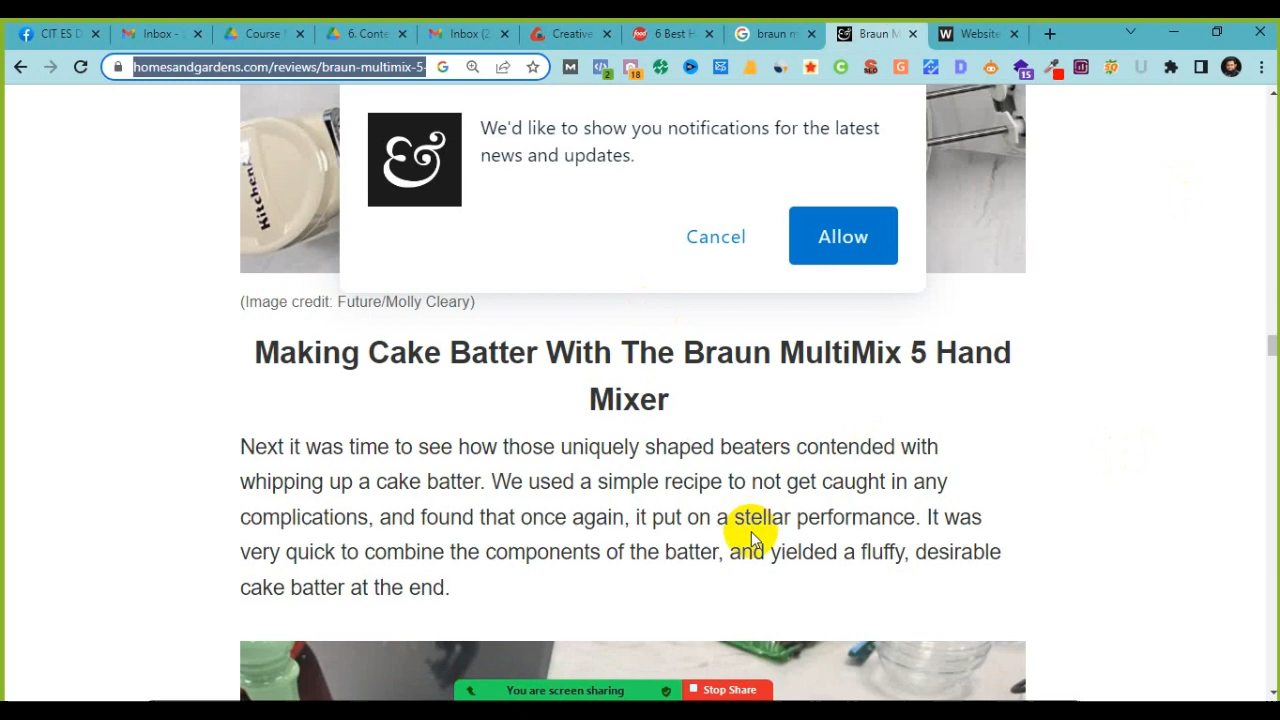 CIT ES D
Inbox -
Course
6. Conte
Inbox (2
Creative
food
6 Best H
braun m
Braun M
W
Website
homesandgardens.com/reviews/braun-multimix-5-
2
18
15
We'd like to show you notifications for the latest
news and updates.
Cancel
Allow
Kitchen
(Image credit: Future/Molly Cleary)
Making Cake Batter With The Braun MultiMix 5 Hand
Mixer
Next it was time to see how those uniquely shaped beaters contended with
whipping up a cake batter. We used a simple recipe to not get caught in any
complications, and found that once again, it put on a stellar performance. It was
very quick to combine the components of the batter, and yielded a fluffy, desirable
cake batter at the end.
You are screen sharing
Stop Share